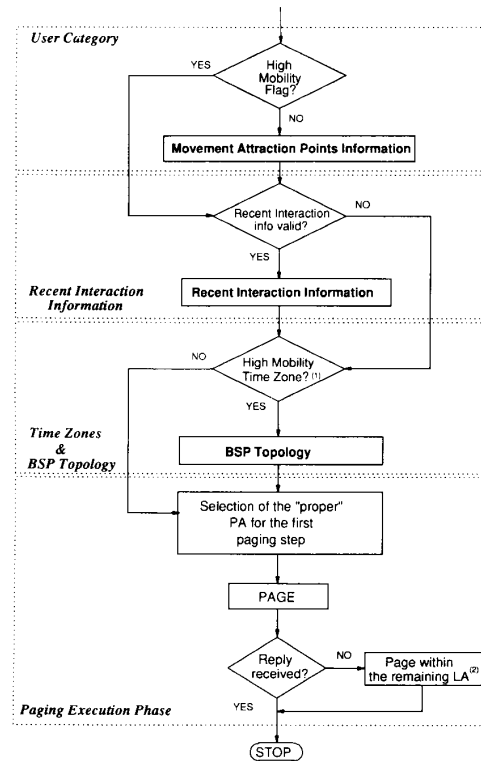 User Category
YES
High
Mobility
Flag?
NO
Movement Attraction Points Information
Recent Interaction
info valid?
NO
YES
Recent Interaction
Information
Recent Interaction Information
NO
High Mobility
Time Zone? (1)
YES
Time Zones
&
BSP Topology
BSP Topology
Selection of the "proper"
PA for the first
paging step
PAGE
Reply
received?
NO
Page within
the remaining LA (2)
YES
Paging Execution Phase
STOP